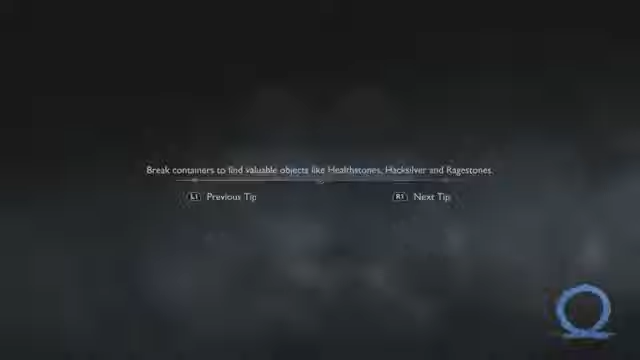 Break containers to find valuable objects like Healthstones, Hacksilver and Ragestones.
L1 Previous Tip
R1 Next Tip